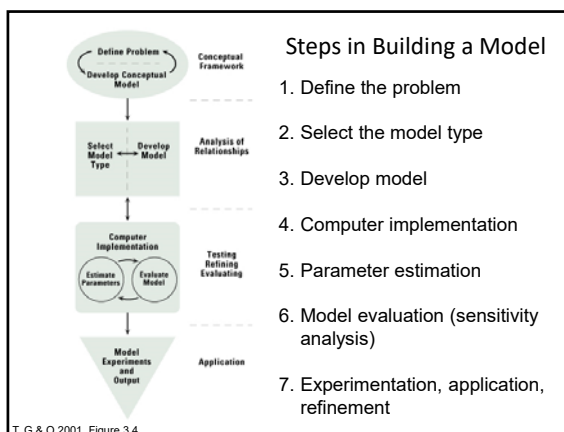 Define Problem
Develop Conceptual
Model
Conceptual
Framework
Select
Model
Type
Develop
Model
Analysis of
Relationships
Computer
Implementation
Estimate
Parameters
Evaluate
Model
Testing
Refining
Evaluating
Model
Experiments
and
Output
Application
T, G & O 2001, Figure 3.4
Steps in Building a Model
1. Define the problem
2. Select the model type
3. Develop model
4. Computer implementation
5. Parameter estimation
6. Model evaluation (sensitivity
analysis)
7. Experimentation, application,
refinement